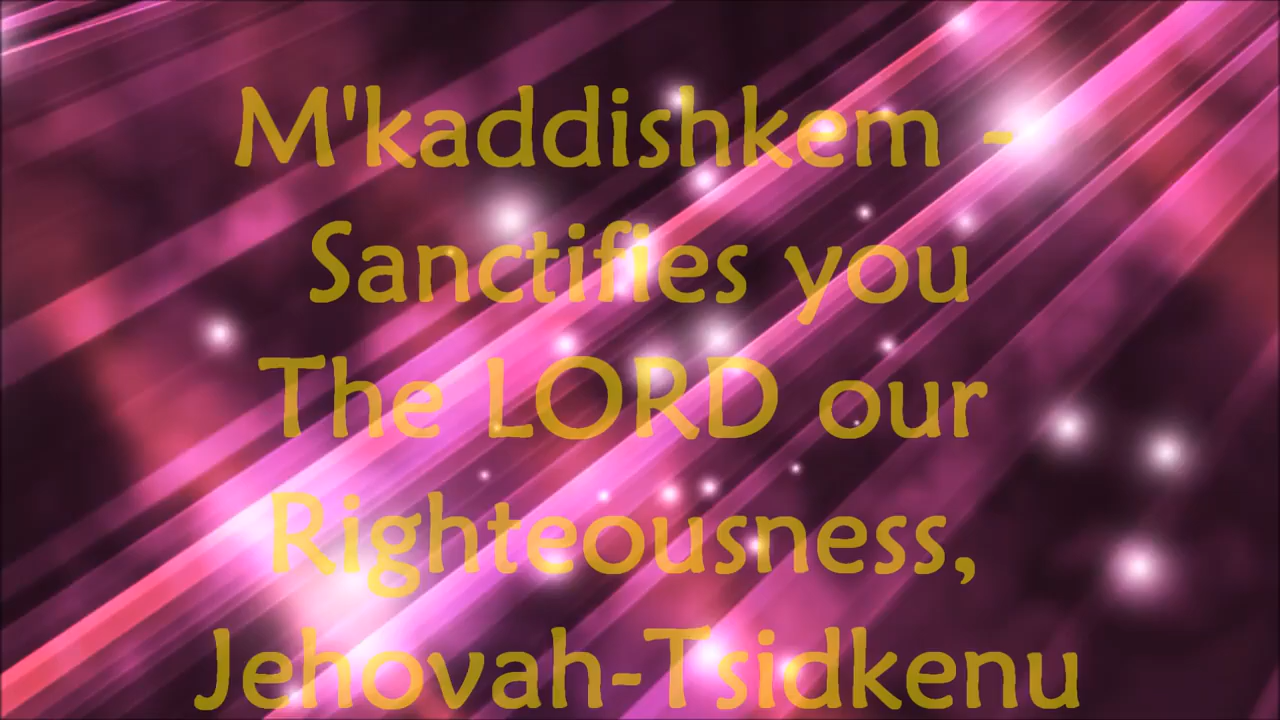 M'kaddishkem -
Sanctifies you
The LORD our
Righteousness,
Jehovah-Tsidkenu